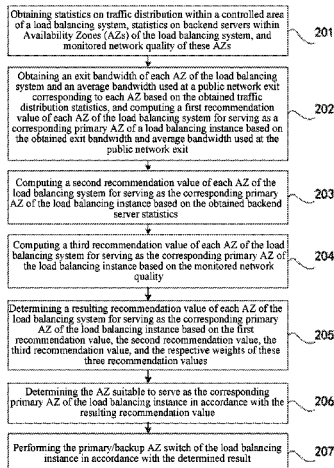 Obtaining statistics on traffic distribution within a controlled area
of a load balancing system, statistics on backend servers within
Availability Zones (AZs) of the load balancing system, and
monitored network quality of these AZs
201
Obtaining an exit bandwidth of each AZ of the load balancing
system and an average bandwidth used at a public network exit
corresponding to each AZ based on the obtained traffic
distribution statistics, and computing a first recommendation
value of each AZ of the load balancing system for serving as a
corresponding primary AZ of a load balancing instance based on
the obtained exit bandwidth and average bandwidth used at the
public network exit
202
Computing a second recommendation value of each AZ of the
load balancing system for serving as the corresponding primary
AZ of the load balancing instance based on the obtained backend
server statistics
203
Computing a third recommendation value of each AZ of the load
balancing system for serving as the corresponding primary AZ of
the load balancing instance based on the monitored network
quality
204
Determining a resulting recommendation value of each AZ of the
load balancing system for serving as the corresponding primary
AZ of the load balancing instance based on the first
recommendation value, the second recommendation value, the
third recommendation value, and the respective weights of these
three recommendation values
205
Determining the AZ suitable to serve as the corresponding
primary AZ of the load balancing instance in accordance with the
resulting recommendation value
206
Performing the primary/backup AZ switch of the load balancing
instance in accordance with the determined result
207